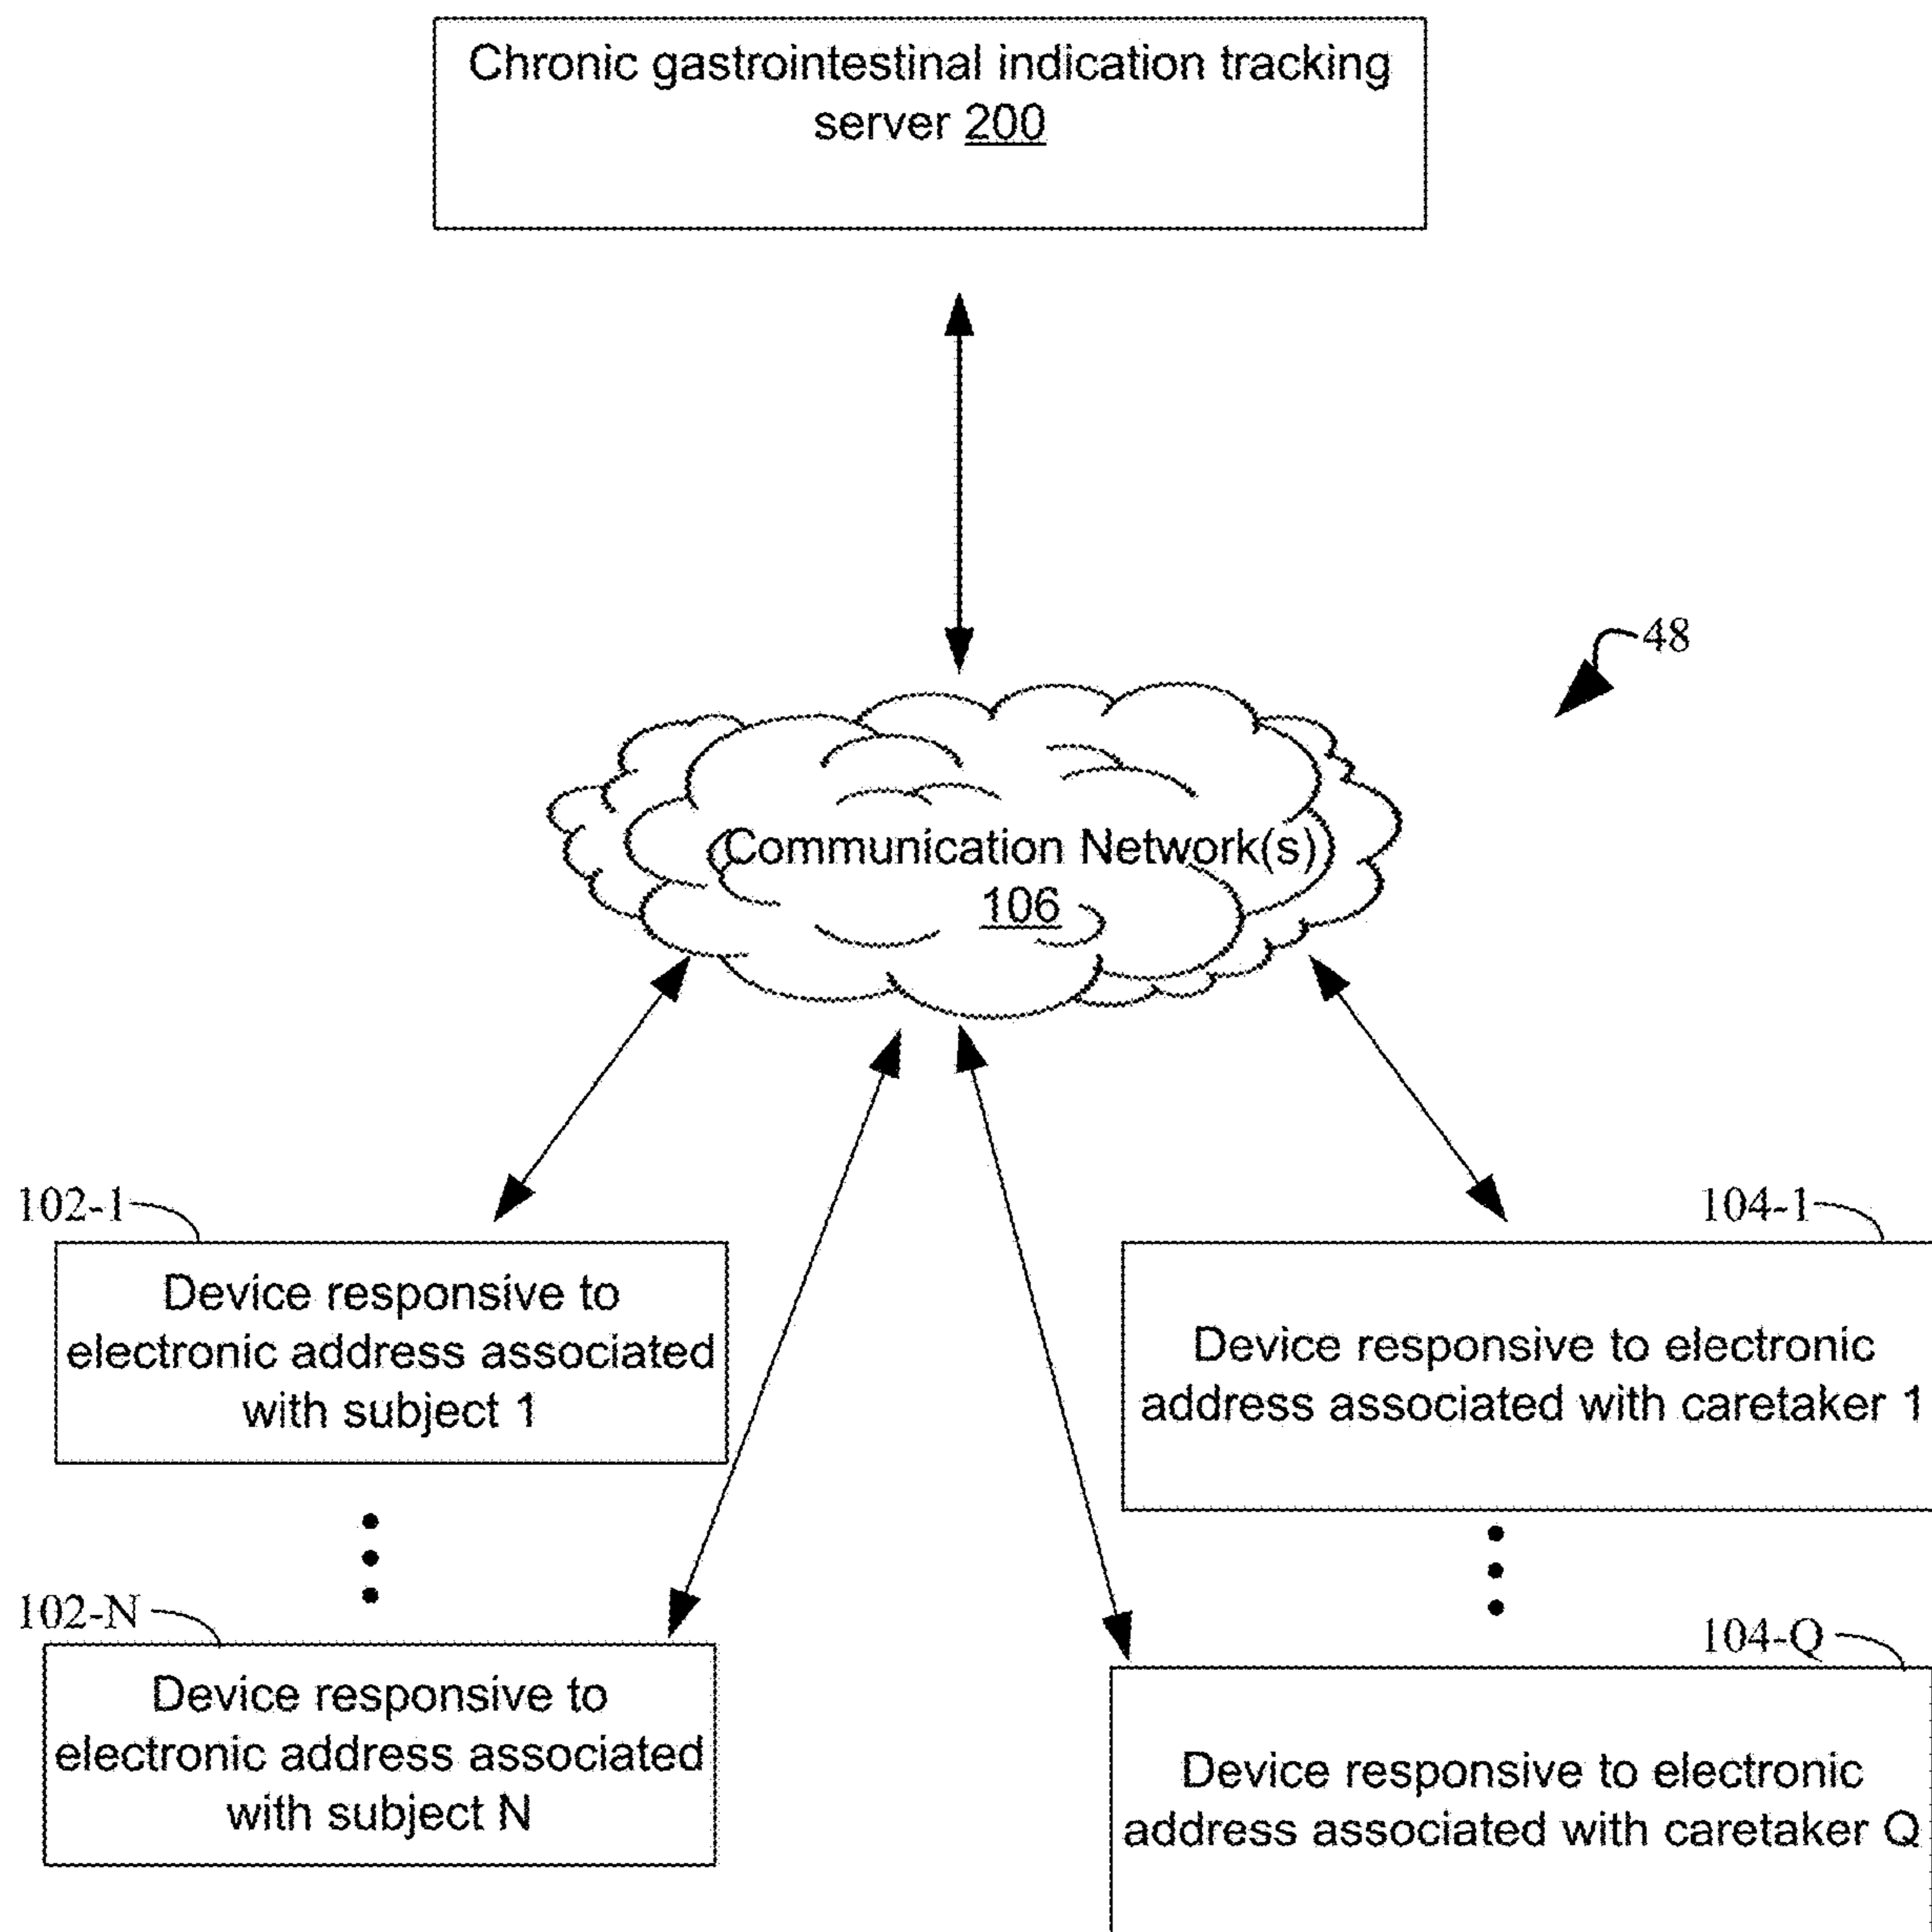 Chronic gastrointestinal indication tracking
server 200
48
Communication Network(s)
106
102-1
Device responsive to
electronic address associated
with subject 1
104-1
Device responsive to electronic
address associated with caretaker 1
102-N
Device responsive to
electronic address associated
with subject N
104-Q
Device responsive to electronic
address associated with caretaker Q